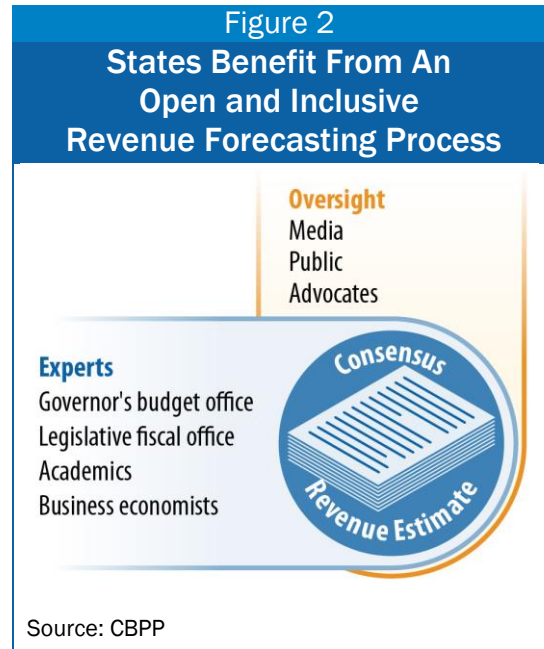 Figure 2
States Benefit From An
Open and Inclusive
Revenue Forecasting Process
Oversight
Media
Public
Advocates
Experts
Governor's budget office
Legislative fiscal office
Academics
Business economists
Consensus
Revenue Estimate
Source: CBPP